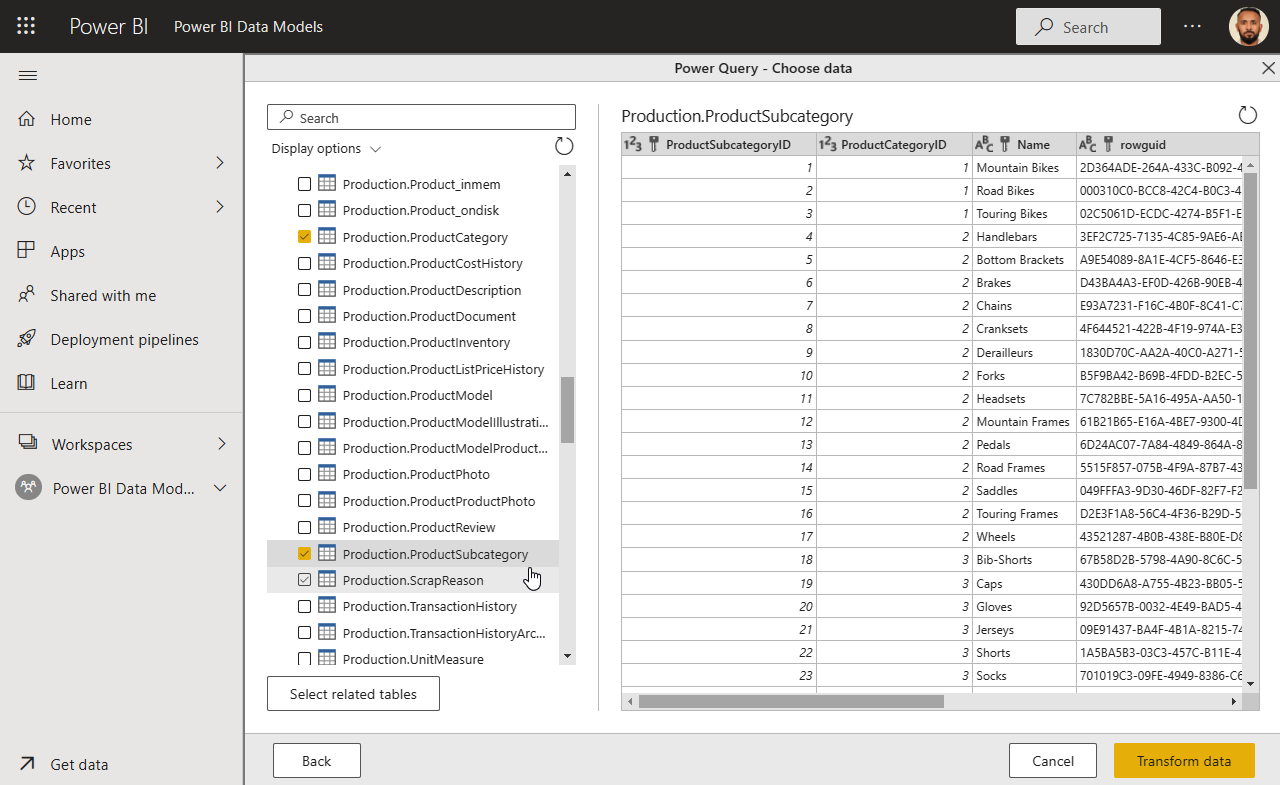 Power BI Power BI Data Models Search ...
Power Query - Choose data
Home
Favorites
Recent
Apps
Shared with me
Deployment pipelines
Learn
Workspaces
Power BI Data Mod...
Get data
Search
Display options
Production.Product_inmem
Production.Product_ondisk
Production.ProductCategory
Production.ProductCostHistory
Production.ProductDescription
Production.ProductDocument
Production.ProductInventory
Production.ProductListPriceHistory
Production.ProductModel
Production.ProductModelIllustrati...
Production.ProductModelProduct...
Production.ProductPhoto
Production.ProductProductPhoto
Production.ProductReview
Production.ProductSubcategory
Production.ScrapReason
Production.TransactionHistory
Production.TransactionHistoryArc...
Production.UnitMeasure
Select related tables
Production.ProductSubcategory
123 ProductSubcategoryID 123 ProductCategoryID ABC Name ABC rowguid
1 1 Mountain Bikes 2D364ADE-264A-433C-B092-4
2 1 Road Bikes 000310C0-BCC8-42C4-B0C3-4
3 1 Touring Bikes 02C5061D-ECDC-4274-B5F1-E
4 2 Handlebars 3EF2C725-7135-4C85-9AE6-AE
5 2 Bottom Brackets A9E54089-8A1E-4CF5-8646-E3
6 2 Brakes D43BA4A3-EF0D-426B-90EB-4
7 2 Chains E93A7231-F16C-4B0F-8C41-C7
8 2 Cranksets 4F644521-422B-4F19-974A-E3
9 2 Derailleurs 1830D70C-AA2A-40C0-A271-5
10 2 Forks B5F9BA42-B69B-4FDD-B2EC-5
11 2 Headsets 7C782BBE-5A16-495A-AA50-1
12 2 Mountain Frames 61B21B65-E16A-4BE7-9300-4D
13 2 Pedals 6D24AC07-7A84-4849-864A-8
14 2 Road Frames 5515F857-075B-4F9A-87B7-43
15 2 Saddles 049FFFA3-9D30-46DF-82F7-F2
16 2 Touring Frames D2E3F1A8-56C4-4F36-B29D-5
17 2 Wheels 43521287-4B0B-438E-B80E-D8
18 3 Bib-Shorts 67B58D2B-5798-4A90-8C6C-5
19 3 Caps 430DD6A8-A755-4B23-BB05-5
20 3 Gloves 92D5657B-0032-4E49-BAD5-4
21 3 Jerseys 09E91437-BA4F-4B1A-8215-74
22 3 Shorts 1A5BA5B3-03C3-457C-B11E-4
23 3 Socks 701019C3-09FE-4949-8386-C6
Back Cancel Transform data